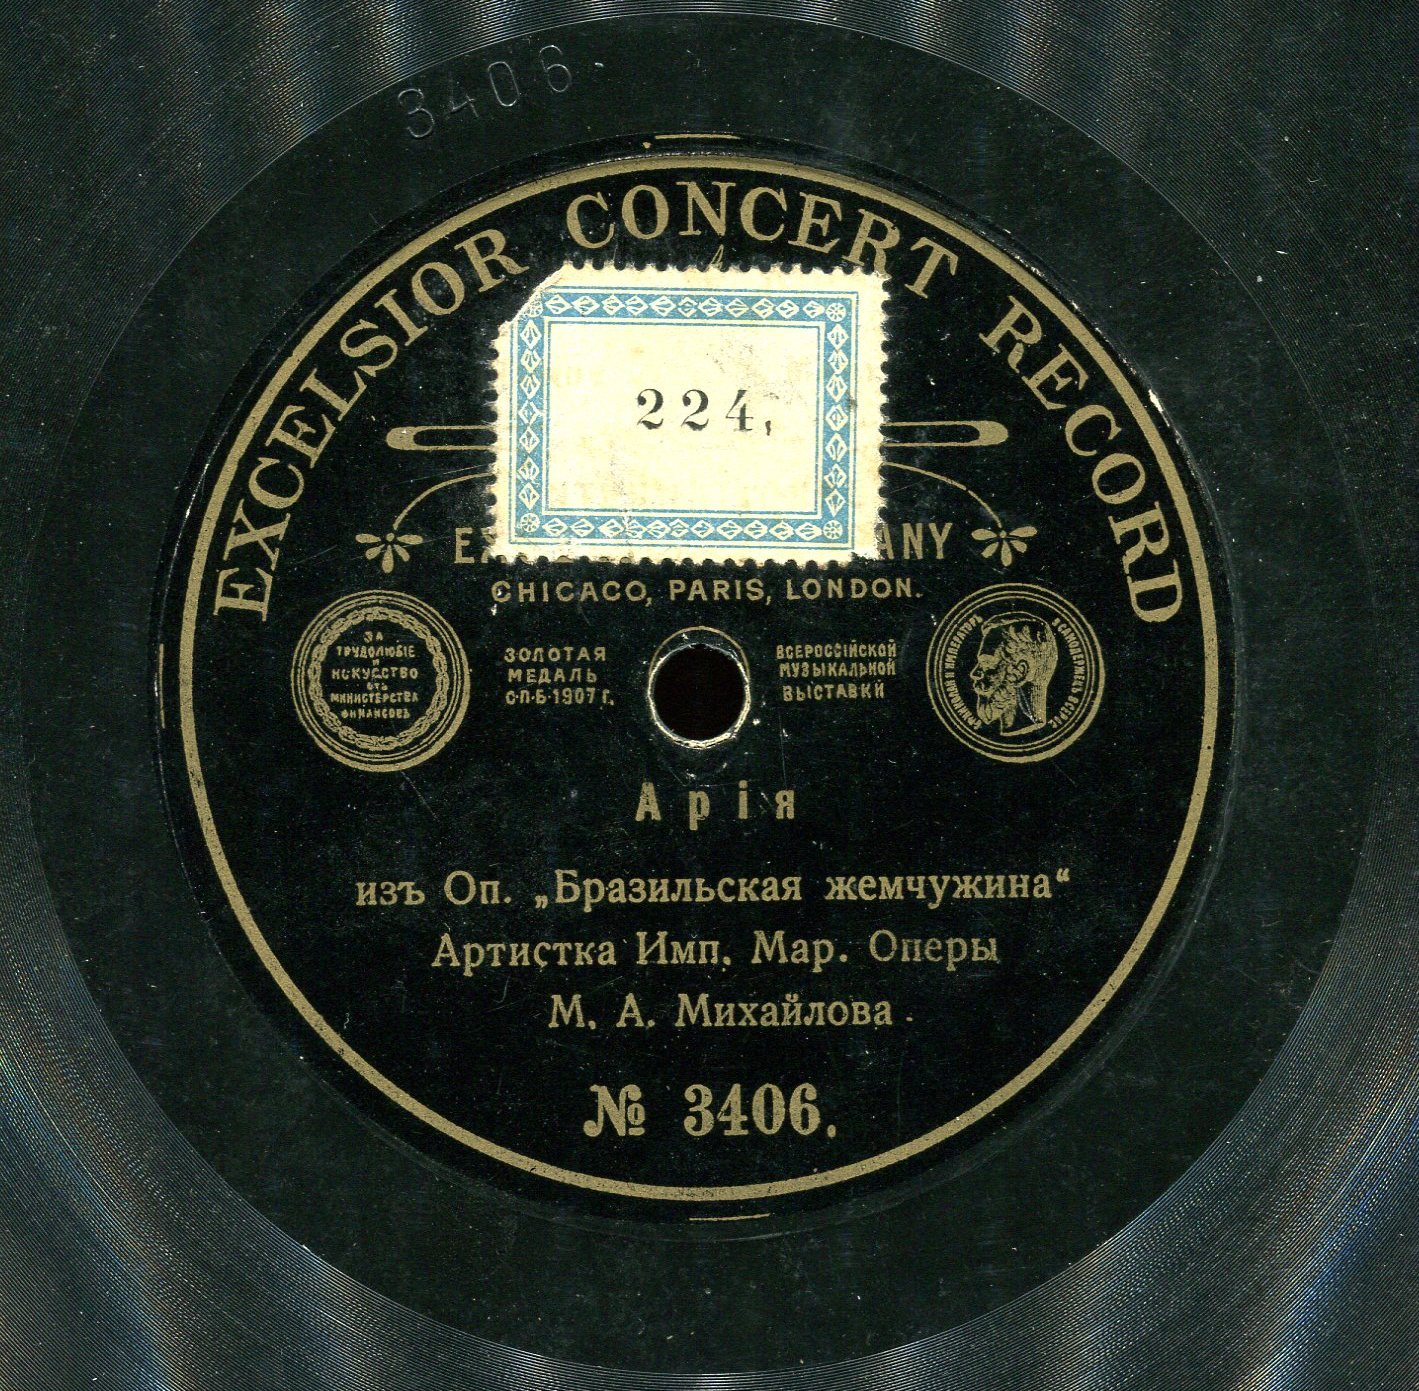 3406
EXCELSIOR CONCERT RECORD
224.
CHICACO, PARIS, LONDON.
ЗА
ТРУДОЛЮБІЕ
И
ИСКУССТВО
ОТЪ
МИНИСТЕРСТВА
ФИНАНСОВЪ
ЗОЛОТАЯ
МЕДАЛЬ
С-П-Б-1907 г.
ВСЕРОССІЙСКОЙ
МУЗЫКАЛЬНОЙ
ВЫСТАВКИ
Арія
изъ Оп. „Бразильская жемчужина“
Артистка Имп. Мар. Оперы
М. А. Михайлова
№ 3406.